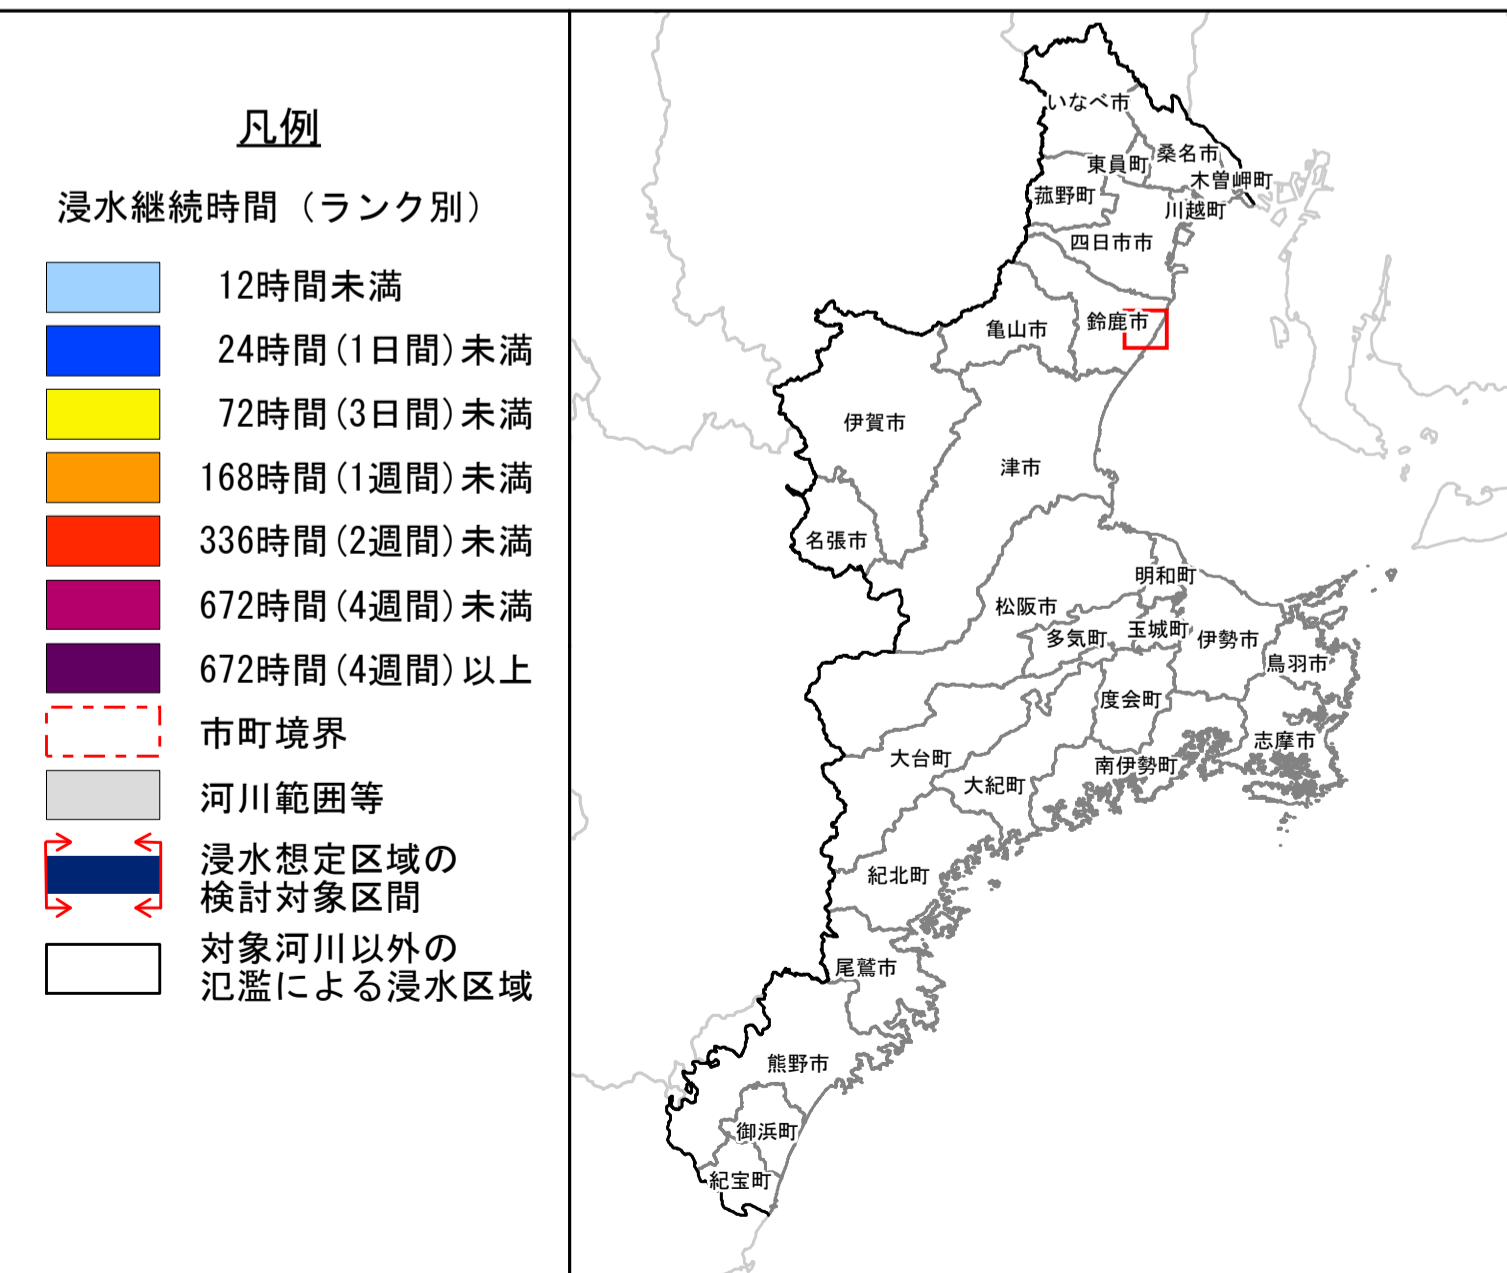 凡例
浸水継続時間（ランク別）
12時間未満
24時間(1日間)未満
72時間(3日間)未満
168時間(1週間)未満
336時間(2週間)未満
672時間(4週間)未満
672時間(4週間)以上
市町境界
河川範囲等
浸水想定区域の
検討対象区間
対象河川以外の
氾濫による浸水区域
いなべ市
東員町
桑名市
木曽岬町
菰野町
川越町
四日市市
鈴鹿市
亀山市
伊賀市
津市
名張市
明和町
松阪市
多気町
玉城町
伊勢市
鳥羽市
度会町
志摩市
大台町
南伊勢町
大紀町
紀北町
尾鷲市
熊野市
御浜町
紀宝町